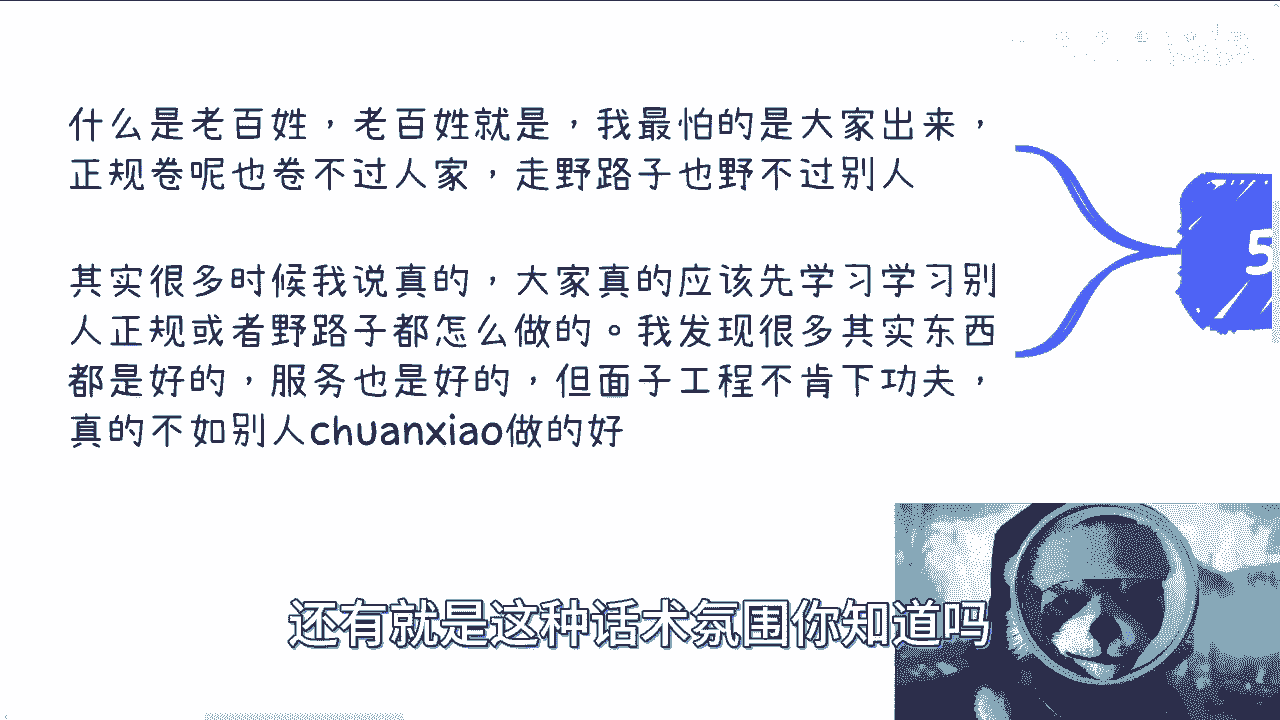 什么是老百姓，老百姓就是，我最怕的是大家出来，
正规卷呢也卷不过人家，走野路子也野不过别人
其实很多时候我说真的，大家真的应该先学习学习别
人正规或者野路子都怎么做的。我发现很多其实东西
都是好的，服务也是好的，但面子工程不肯下功夫，
真的不如别人chuanxiao做的好
5
还有就是这种话术氛围你知道吗